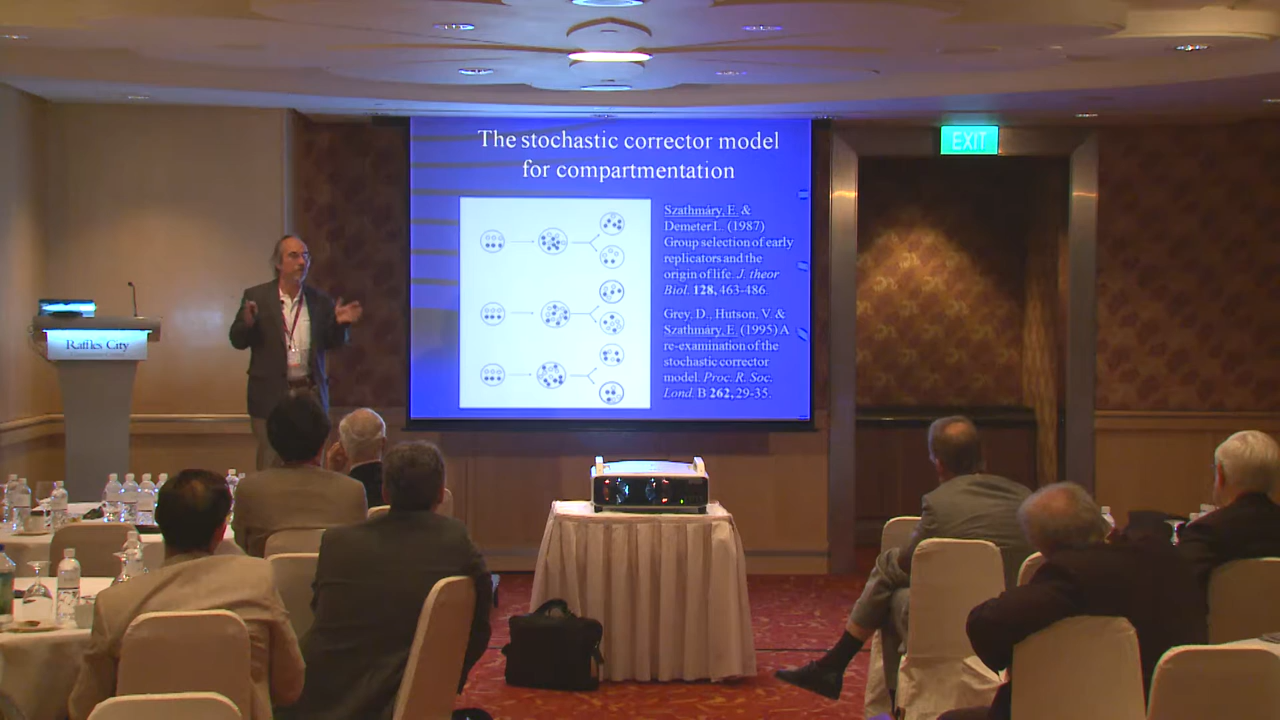 The stochastic corrector model
for compartmentation
Szathmáry, E. &
Demeter L. (1987)
Group selection of early
replicators and the
origin of life. J. theor
Biol. 128, 463-486.
Grey, D., Hutson, V. &
Szathmáry, E. (1995) A
re-examination of the
stochastic corrector
model. Proc. R. Soc.
Lond. B 262, 29-35.
EXIT
Raffles City